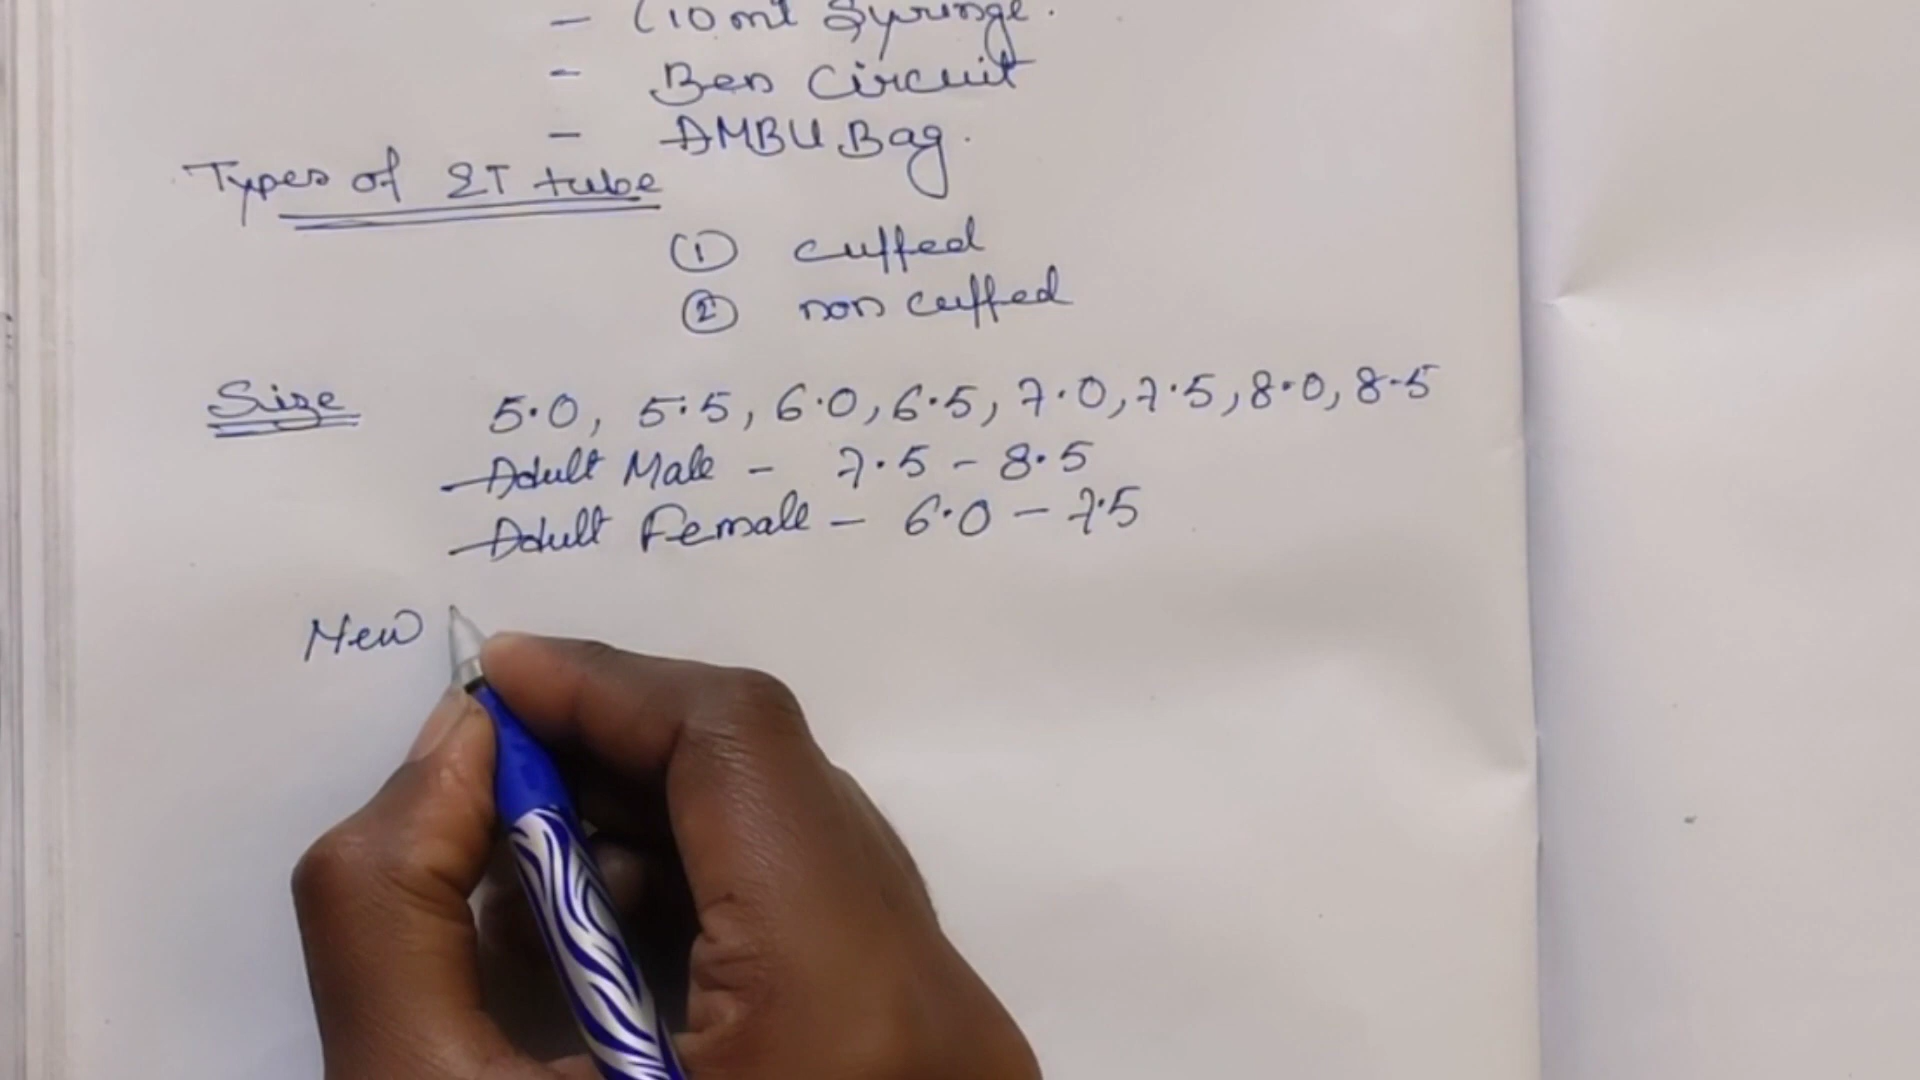 - (10 ml Syringe.
- Ben Circuit
- AMBU Bag.
Types of ET tube
① cuffed
② non cuffed
Size 5.0, 5.5, 6.0, 6.5, 7.0, 7.5, 8.0, 8.5
Adult Male - 7.5 - 8.5
Adult Female - 6.0 - 7.5
New